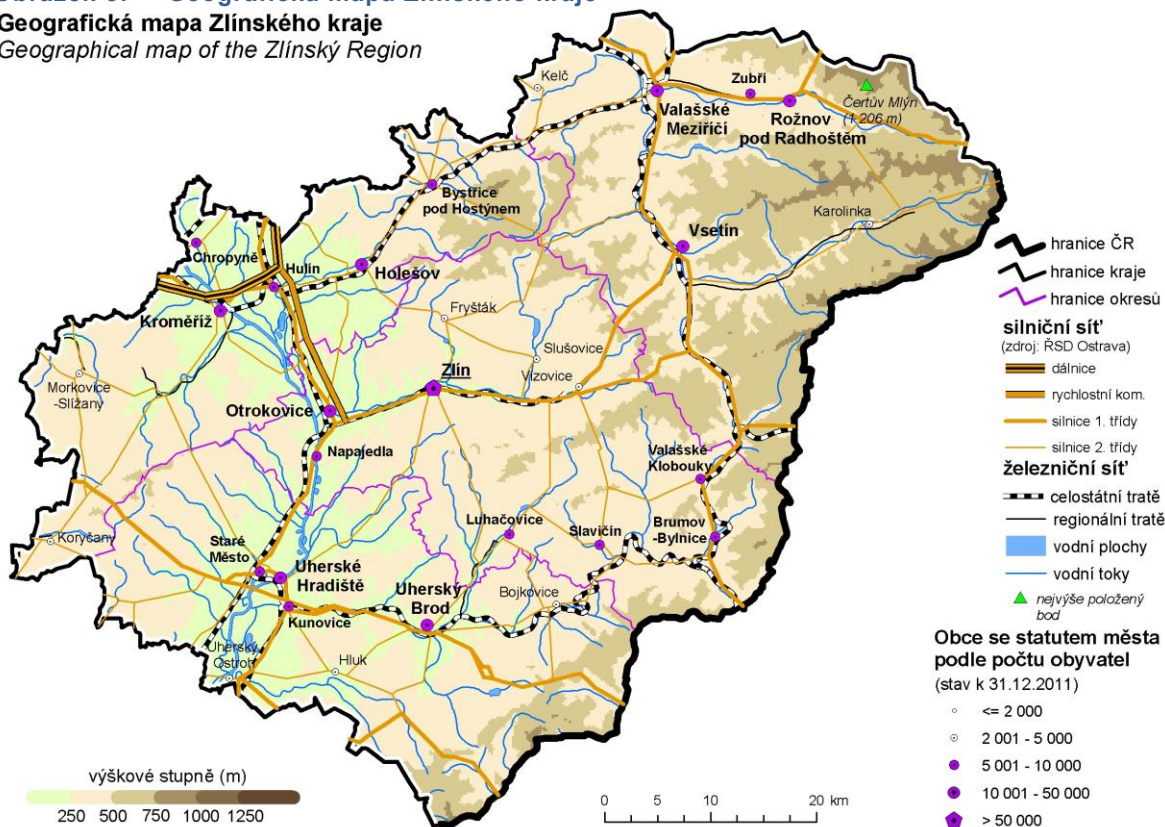 Geografická mapa Zlínského kraje
Geographical map of the Zlínský Region
Kelč
Zubří
Valašské
Meziříčí
Čertův Mlýn
(1 206 m)
Rožnov
pod Radhoštěm
Bystřice
pod Hostýnem
Karolinka
Vsetín
Chropyně
Hulín
Holešov
Kroměříž
Fryšták
Slušovice
Zlín
Vizovice
Morkovice
-Slížany
Otrokovice
Napajedla
Valašské
Klobouky
Koryčany
Staré
Město
Luhačovice
Slavičín
Brumov
-Bylnice
Uherské
Hradiště
Uherský
Brod
Bojkovice
Kunovice
Uherský
Ostroh
Hluk
hranice ČR
hranice kraje
hranice okresů
silniční síť
(zdroj: ŘSD Ostrava)
dálnice
rychlostní kom.
silnice 1. třídy
silnice 2. třídy
železniční síť
celostátní tratě
regionální tratě
vodní plochy
vodní toky
nejvýše položený
bod
Obce se statutem města
podle počtu obyvatel
(stav k 31.12.2011)
<= 2 000
2 001 - 5 000
5 001 - 10 000
10 001 - 50 000
> 50 000
výškové stupně (m)
250 500 750 1000 1250
0 5 10 20 km